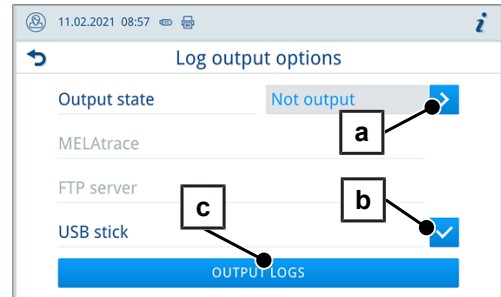 11.02.2021 08:57
Log output options
Output state Not output
a
MELAtrace
FTP server
b
c
USB stick
OUTPUT LOGS